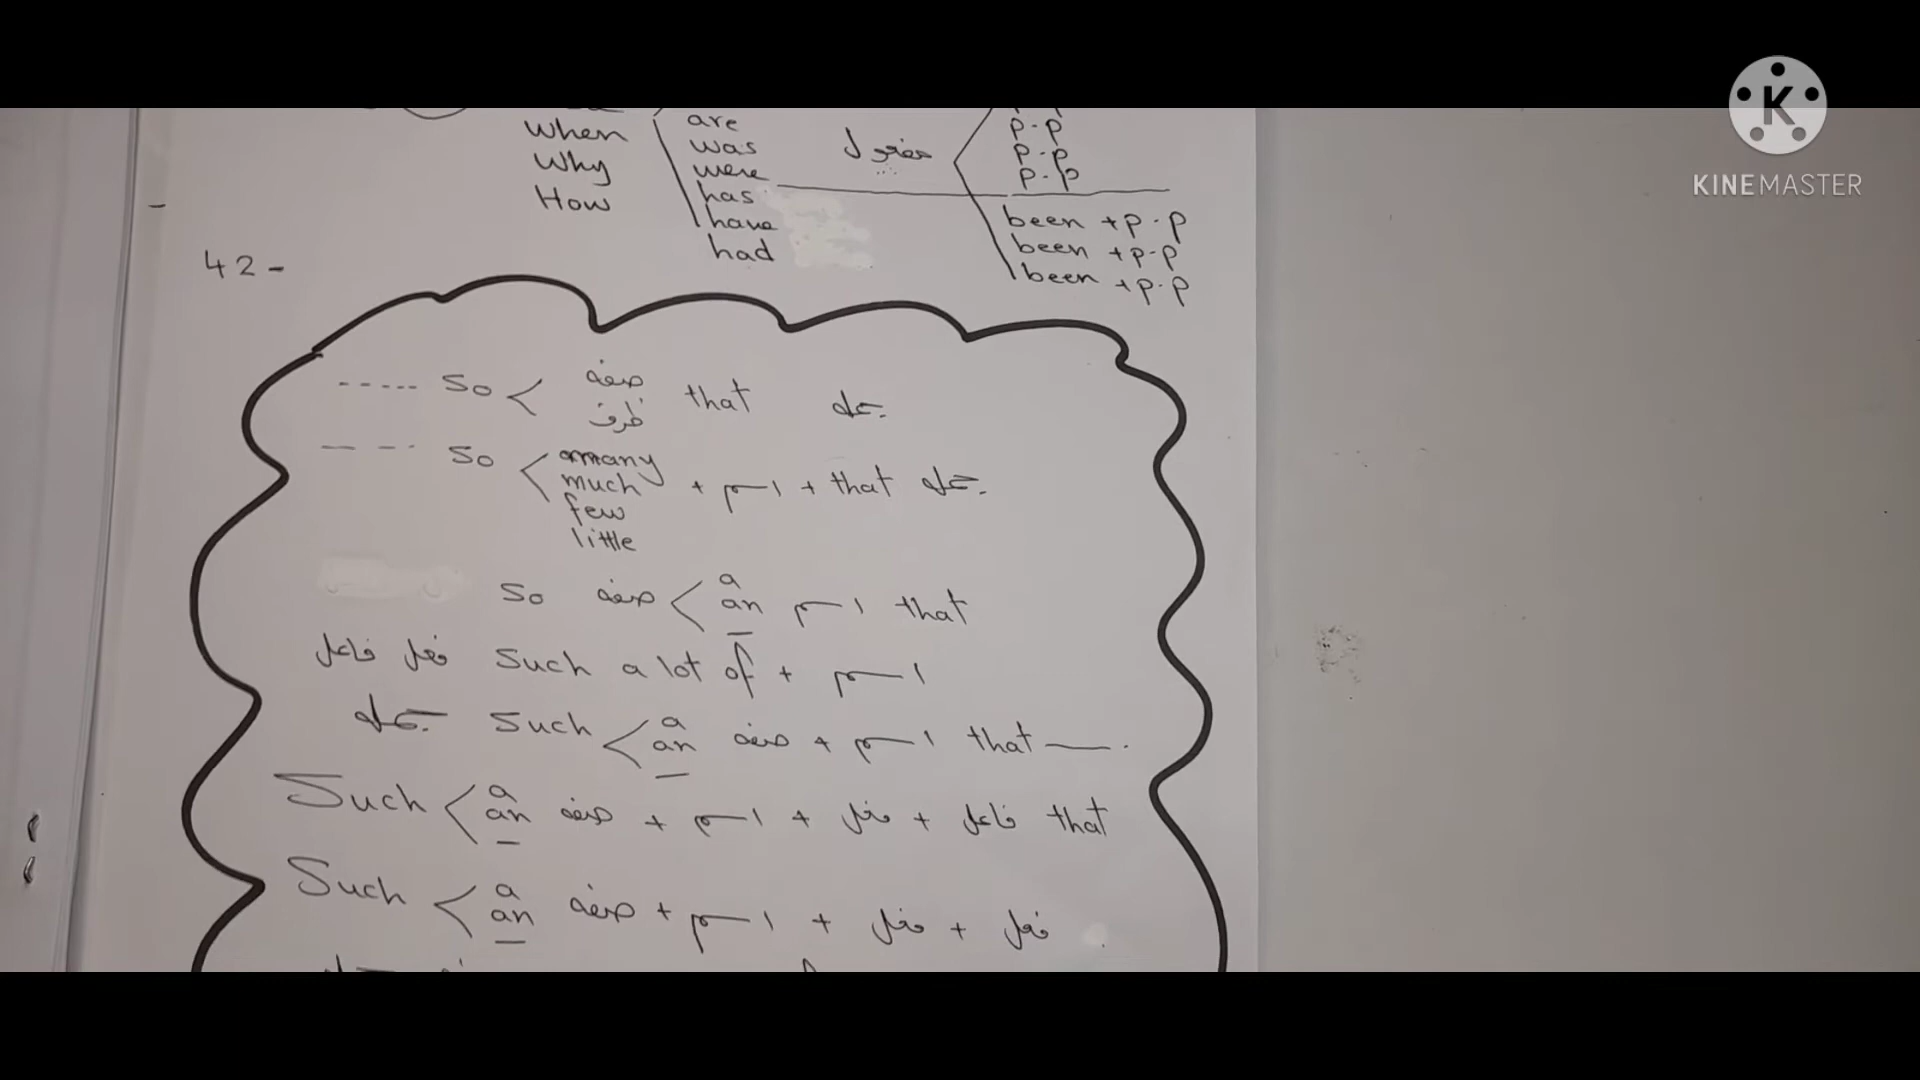 K
KINEMASTER
When are مفعول p.p
Why was p.p
How were p.p
has been + p.p
have been + p.p
had been + p.p
42-
----- so < صفة ظرف that جملة.
--- so < many much few little + اسم + that جملة.
so صفة < a an — اسم that
فاعل فعل such a lot of + اسم
جملة such < a an — صفة + اسم that —.
Such < a an — صفة + اسم + فعل + فاعل that
Such < a an — صفة + اسم + فعل + فعل.